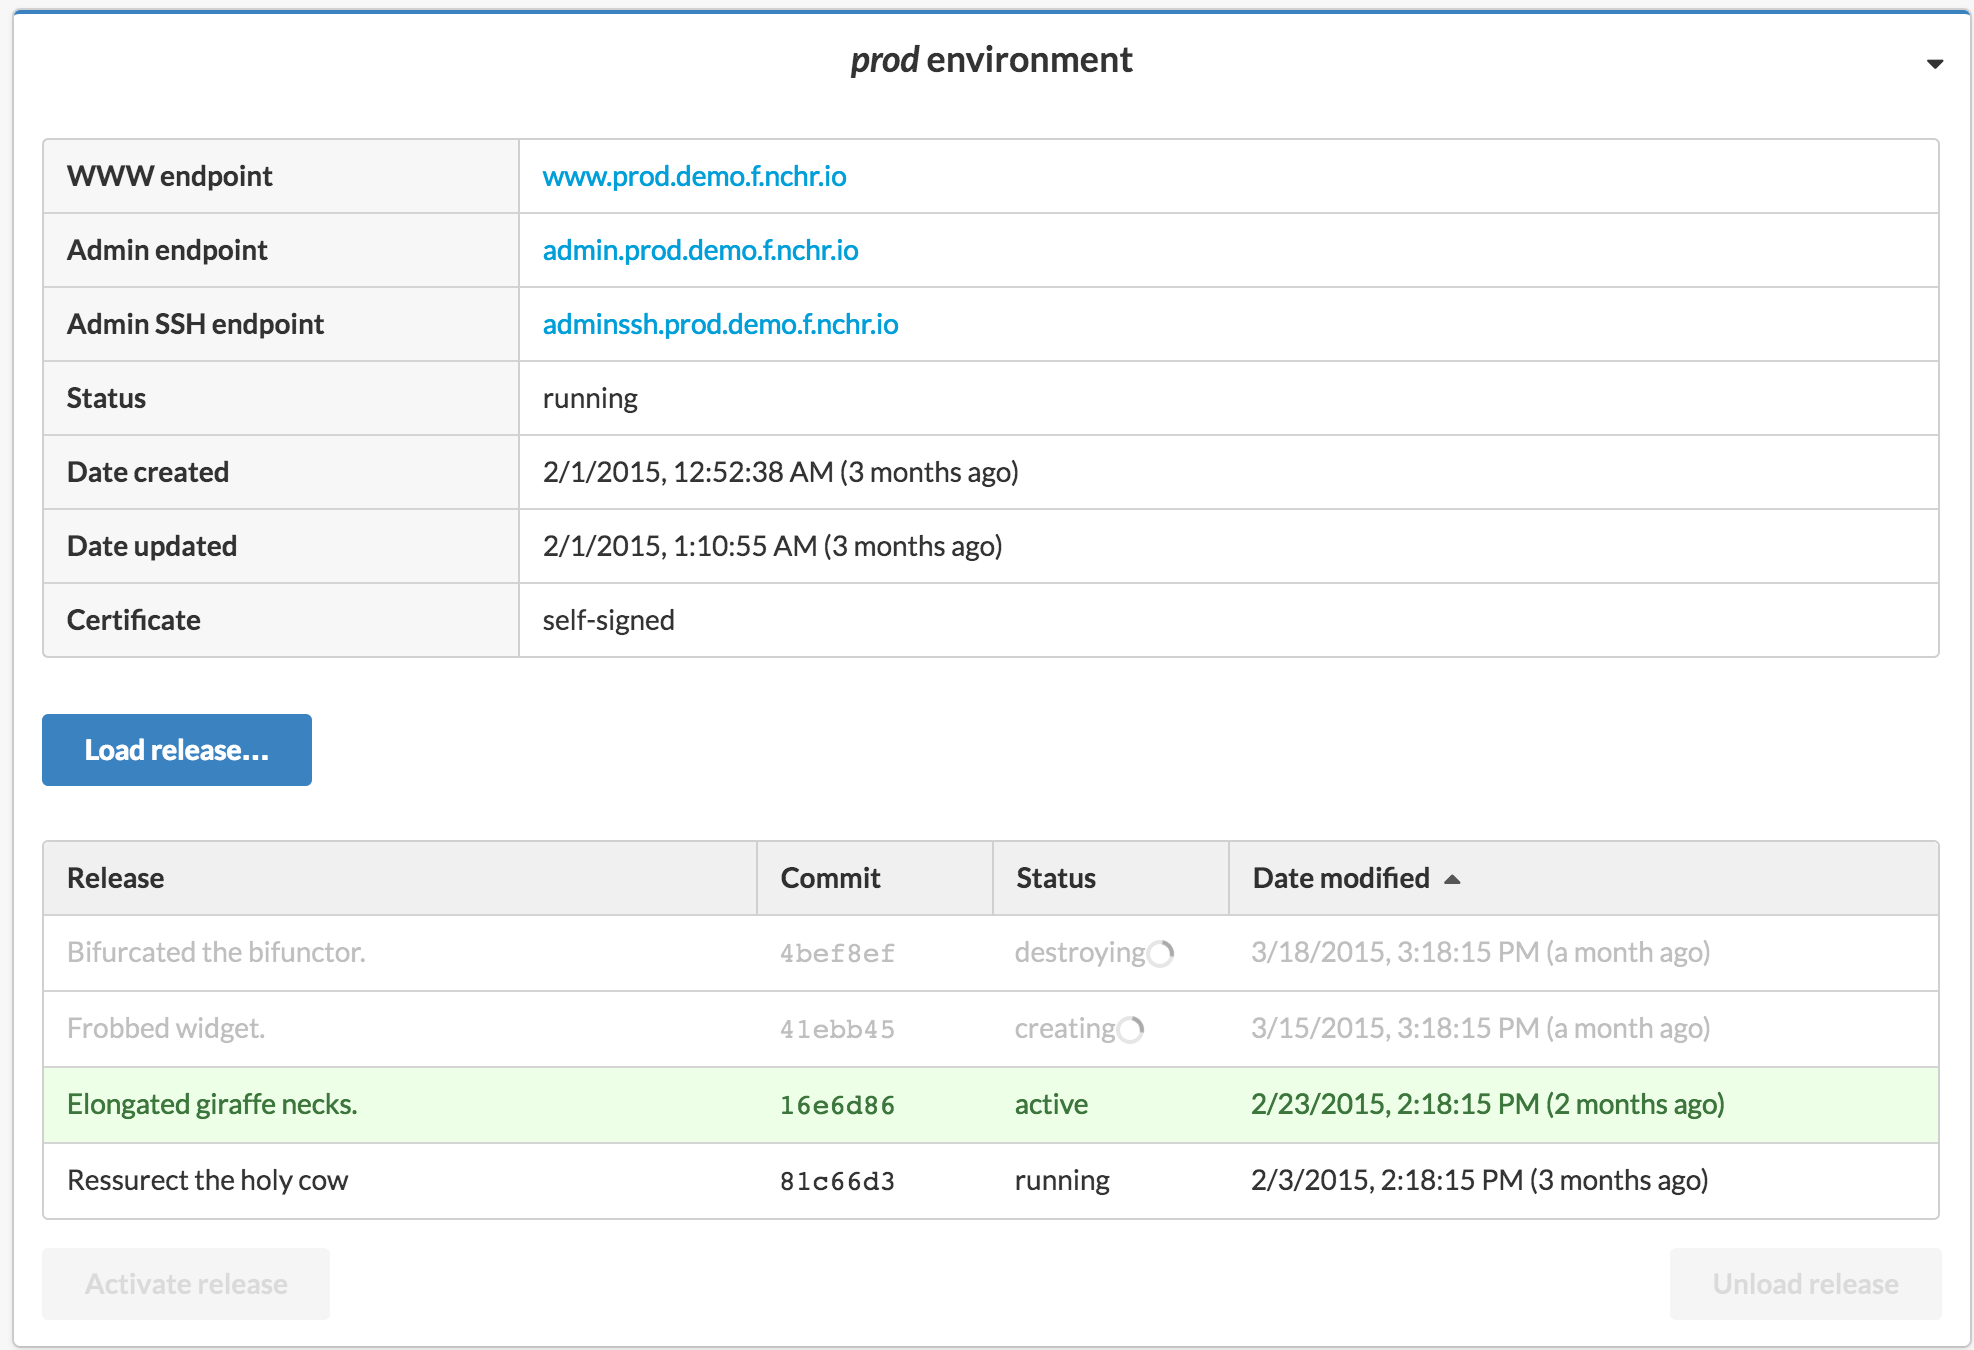 prod environment
WWW endpoint www.prod.demo.f.nchr.io
Admin endpoint admin.prod.demo.f.nchr.io
Admin SSH endpoint adminssh.prod.demo.f.nchr.io
Status running
Date created 2/1/2015, 12:52:38 AM (3 months ago)
Date updated 2/1/2015, 1:10:55 AM (3 months ago)
Certificate self-signed
Load release...
Release Commit Status Date modified
Bifurcated the bifunctor. 4bef8ef destroying 3/18/2015, 3:18:15 PM (a month ago)
Frobbed widget. 41ebb45 creating 3/15/2015, 3:18:15 PM (a month ago)
Elongated giraffe necks. 16e6d86 active 2/23/2015, 2:18:15 PM (2 months ago)
Ressurect the holy cow 81c66d3 running 2/3/2015, 2:18:15 PM (3 months ago)
Activate release Unload release